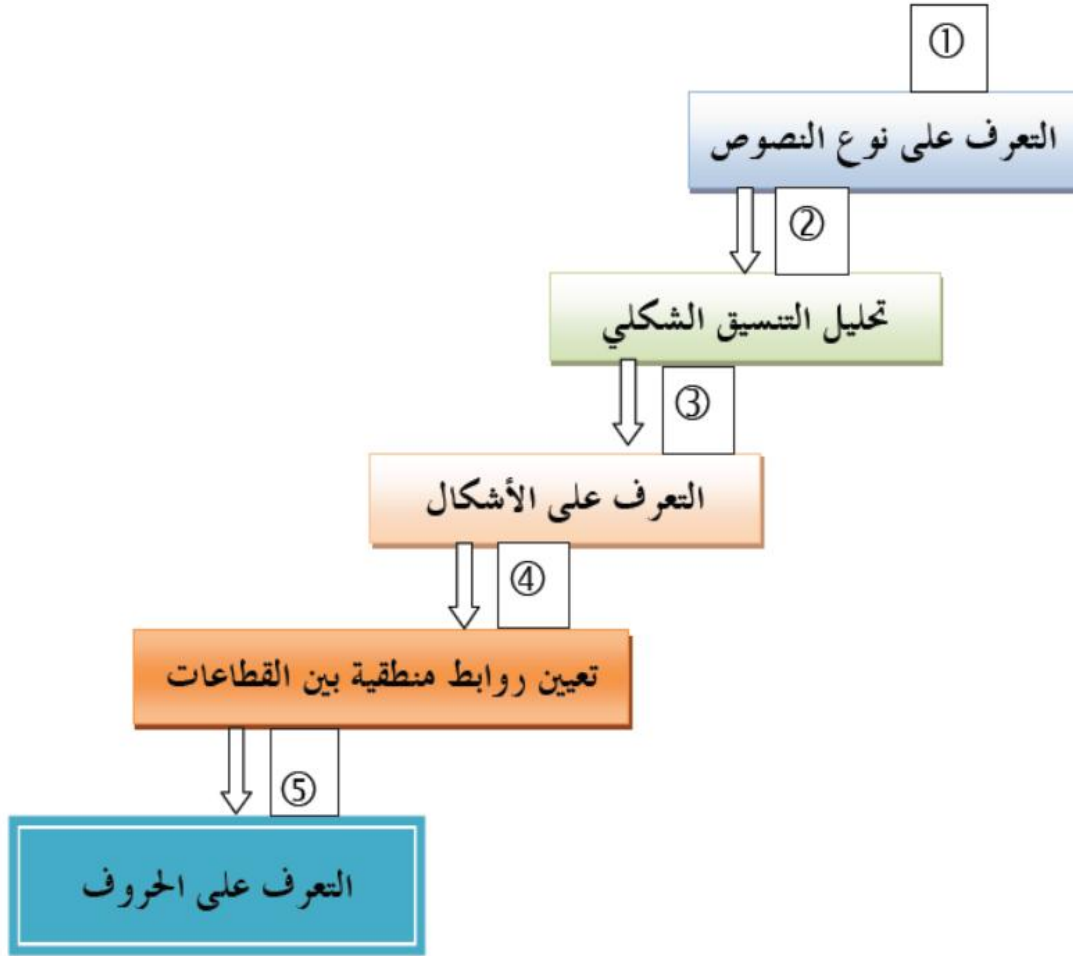 ①
التعرف على نوع النصوص
②
تحليل التنسيق الشكلي
③
التعرف على الأشكال
④
تعيين روابط منطقية بين القطاعات
⑤
التعرف على الحروف